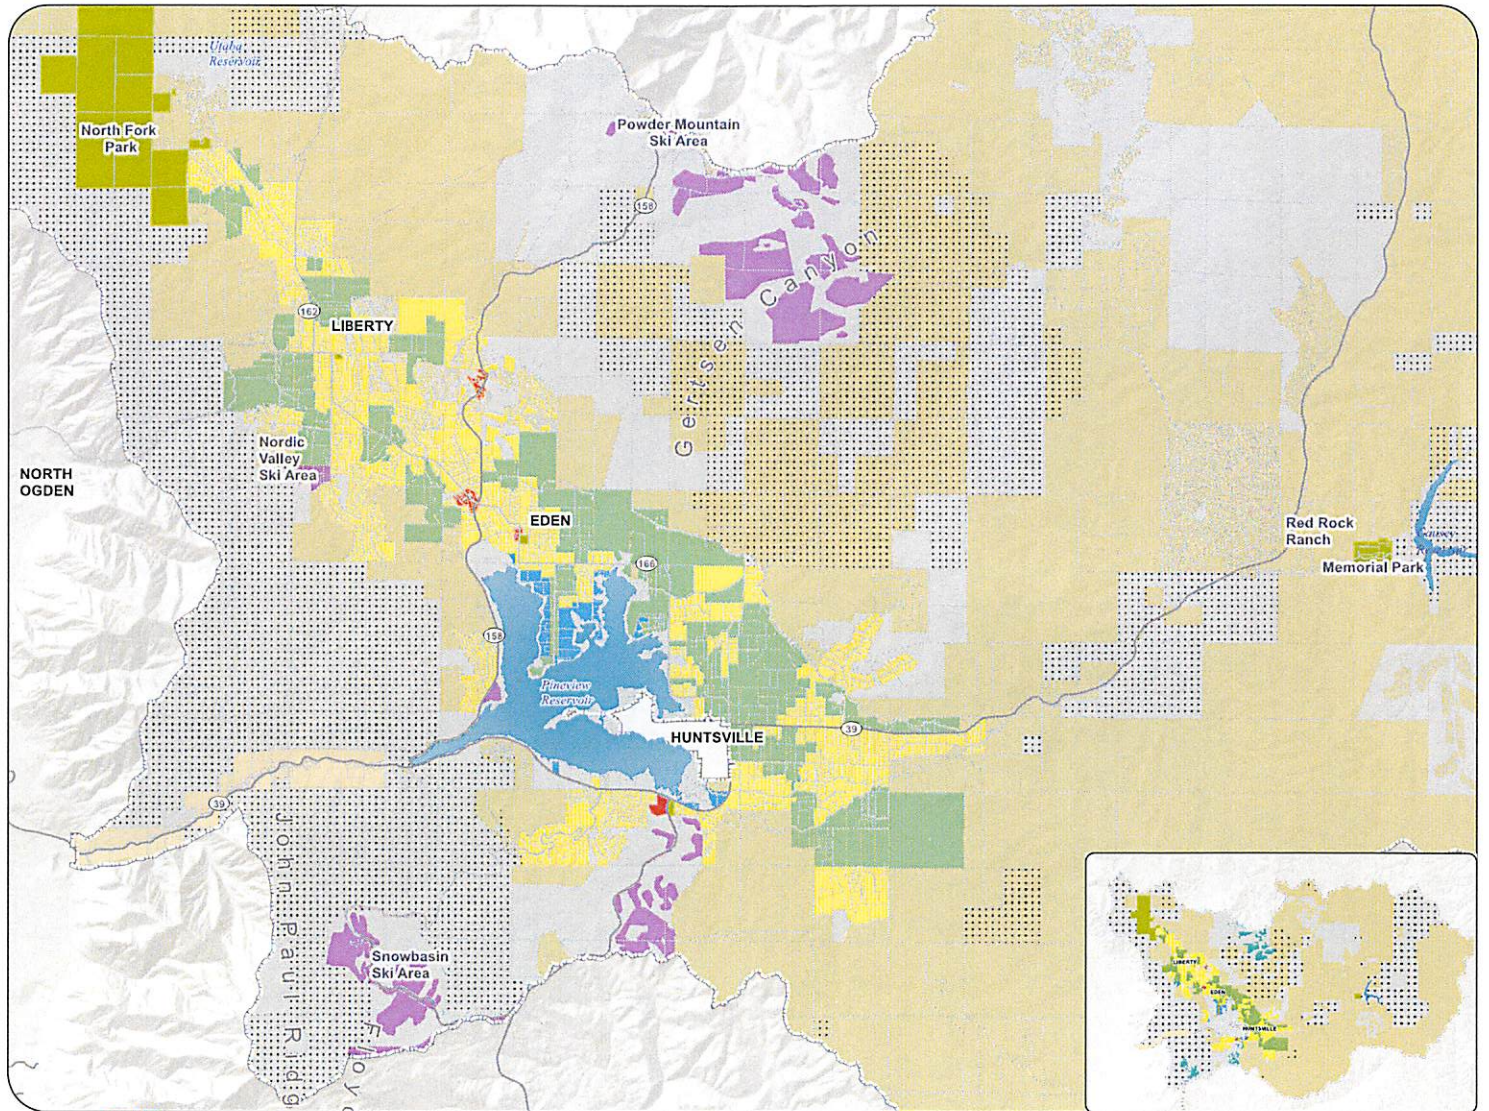 Utaba
Reservoir
North Fork
Park
Powder Mountain
Ski Area
158
Gertsen Canyon
162
LIBERTY
Nordic
Valley
Ski Area
NORTH
OGDEN
EDEN
166
Red Rock
Ranch
Memorial Park
158
Pineview
Reservoir
HUNTSVILLE
39
39
John Paul Ridg
Snowbasin
Ski Area
LIBERTY
EDEN
HUNTSVILLE